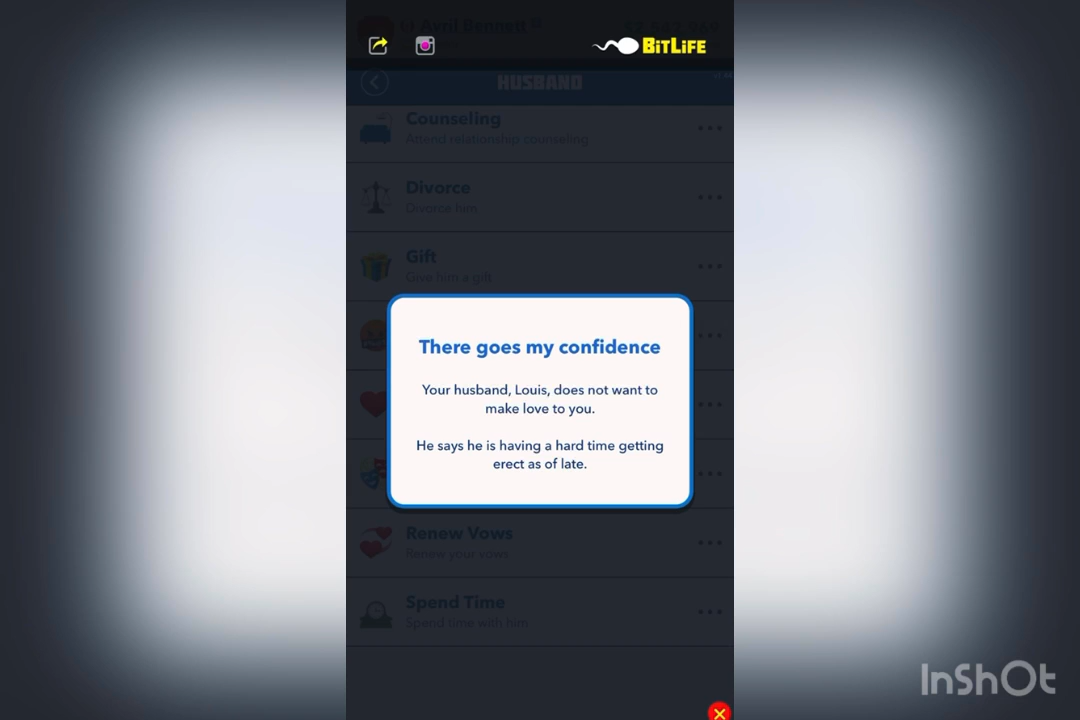 Avril Bennett
BITLIFE
HUSBAND
Counseling
Attend relationship counseling
Divorce
Divorce him
Gift
Give him a gift
There goes my confidence
Your husband, Louis, does not want to
make love to you.
He says he is having a hard time getting
erect as of late.
Renew Vows
Renew your vows
Spend Time
Spend time with him
InShOt